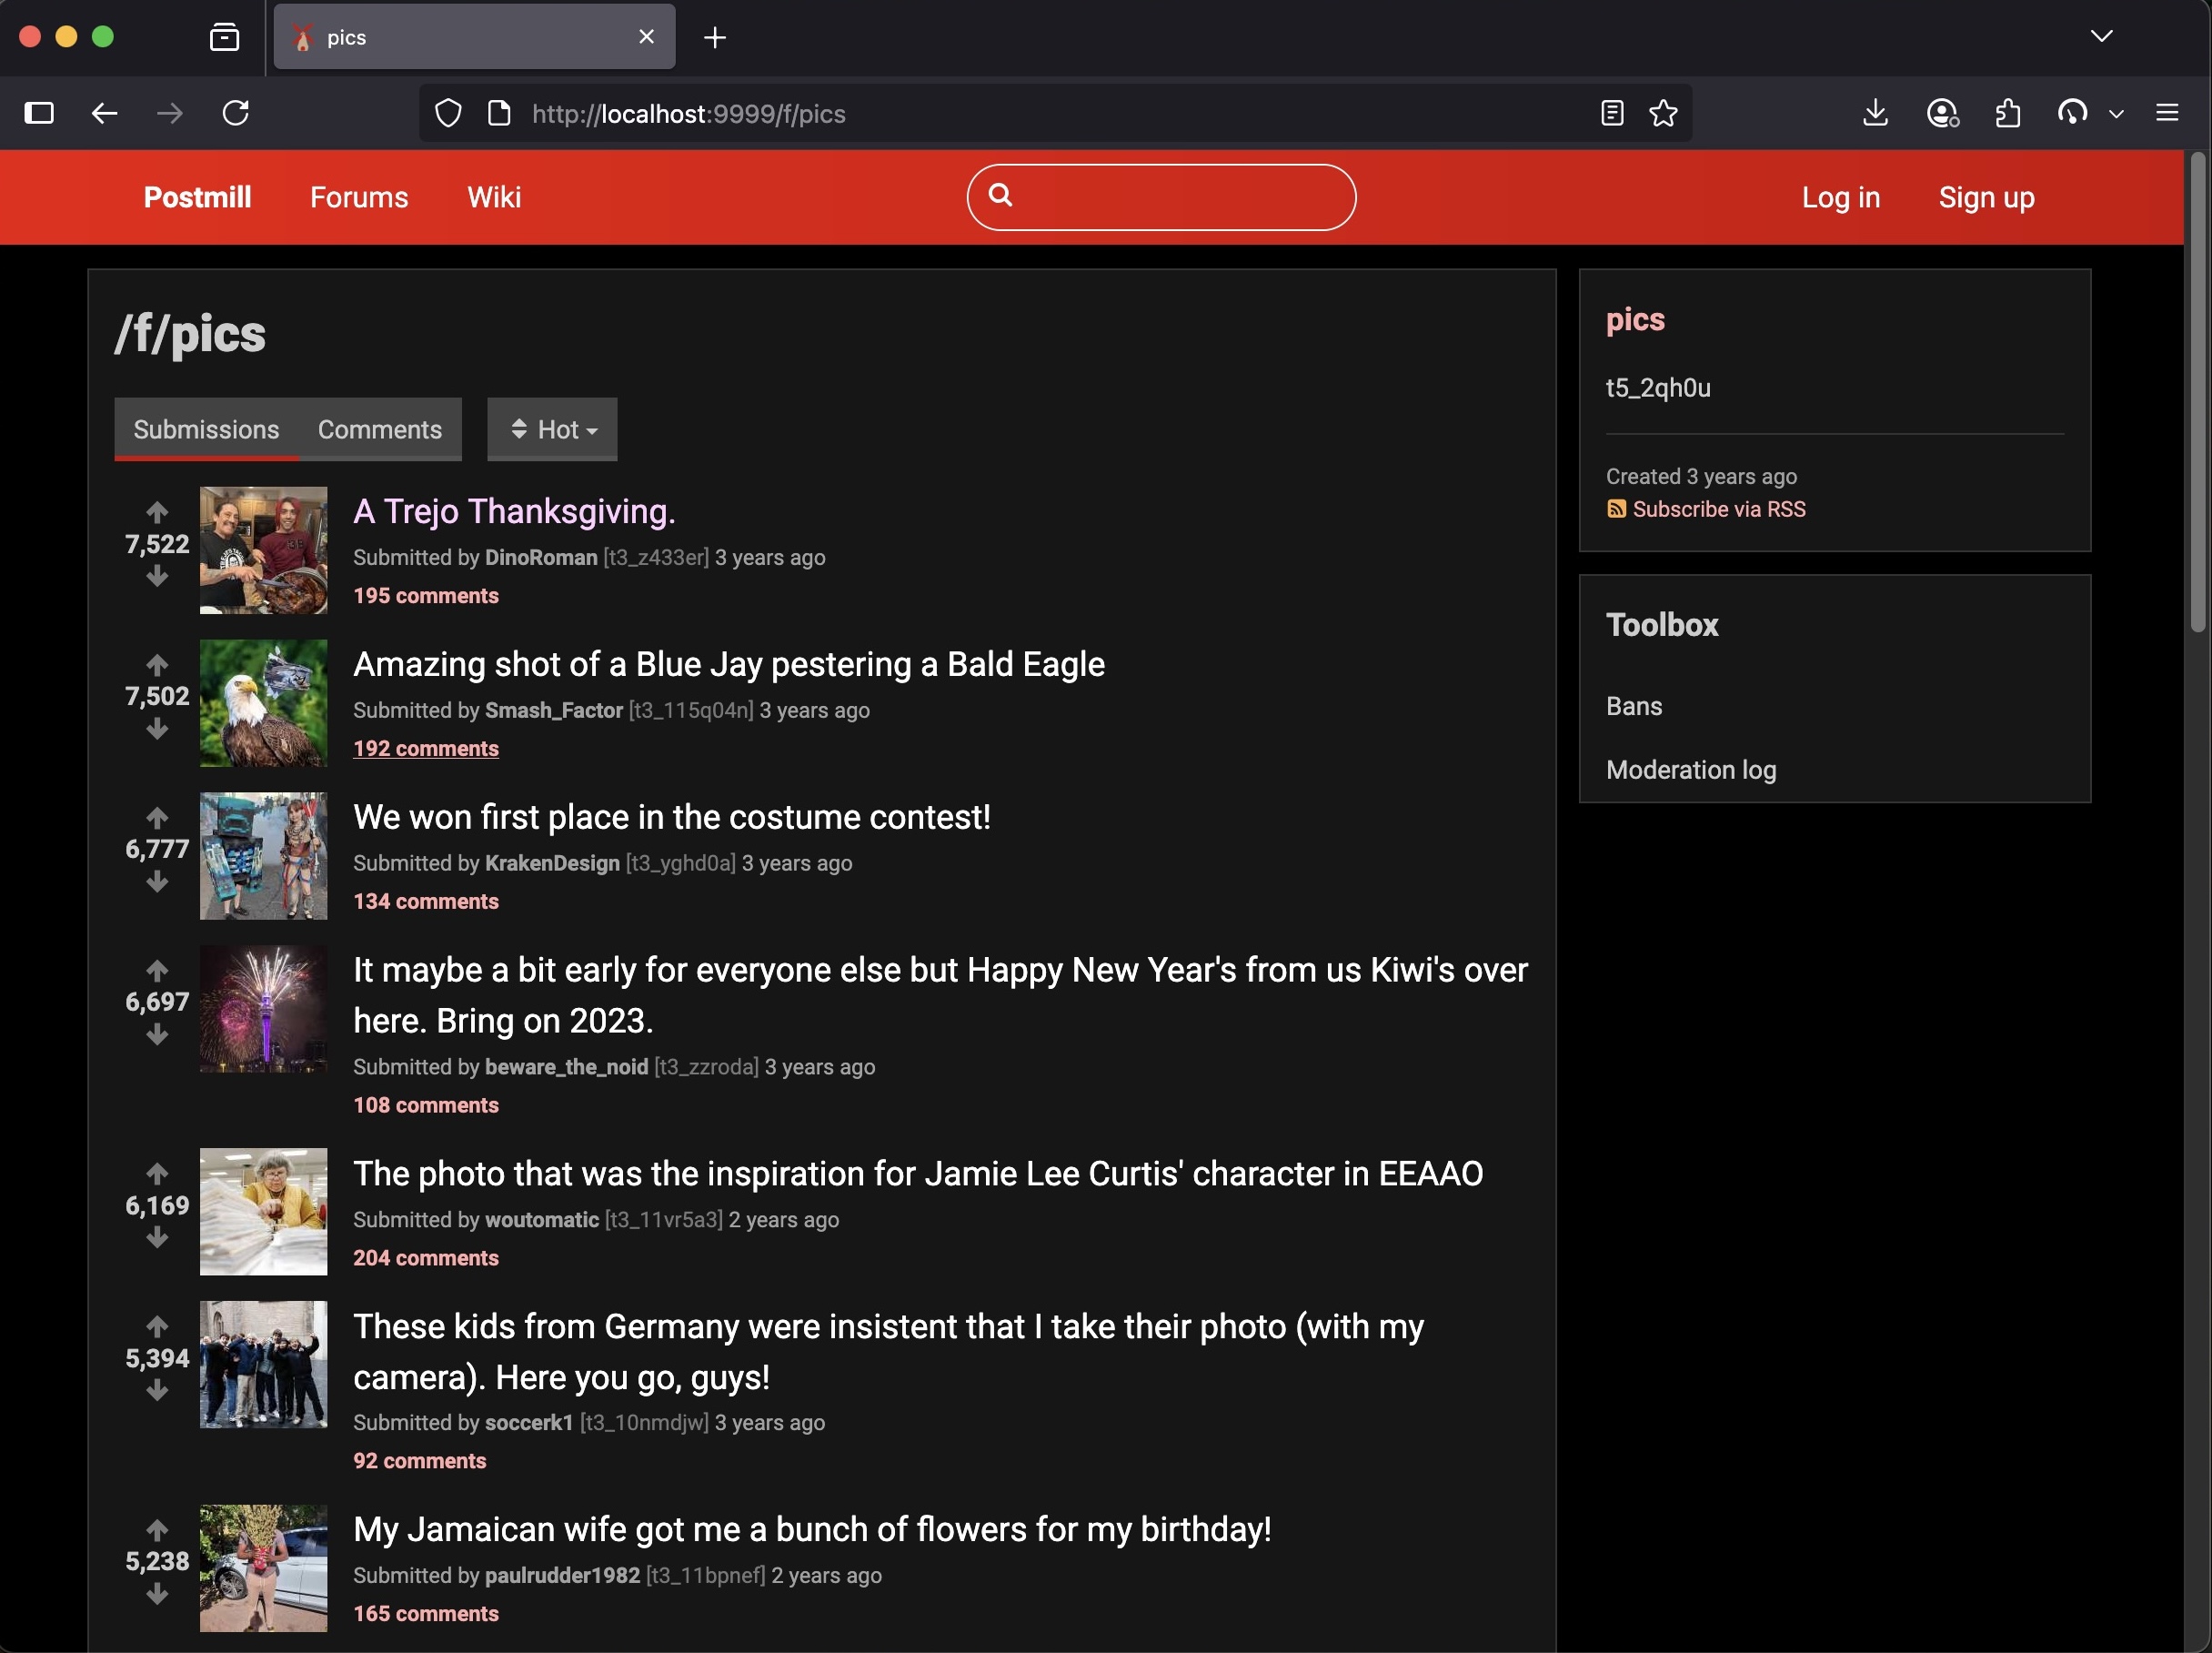 pics
http://localhost:9999/f/pics
Postmill Forums Wiki
Log in Sign up
/f/pics
Submissions Comments Hot
7,522
A Trejo Thanksgiving.
Submitted by DinoRoman [t3_z433er] 3 years ago
195 comments
7,502
Amazing shot of a Blue Jay pestering a Bald Eagle
Submitted by Smash_Factor [t3_115q04n] 3 years ago
192 comments
6,777
We won first place in the costume contest!
Submitted by KrakenDesign [t3_yghd0a] 3 years ago
134 comments
6,697
It maybe a bit early for everyone else but Happy New Year's from us Kiwi's over
here. Bring on 2023.
Submitted by beware_the_noid [t3_zzroda] 3 years ago
108 comments
6,169
The photo that was the inspiration for Jamie Lee Curtis' character in EEAAO
Submitted by woutomatic [t3_11vr5a3] 2 years ago
204 comments
5,394
These kids from Germany were insistent that I take their photo (with my
camera). Here you go, guys!
Submitted by soccerk1 [t3_10nmdjw] 3 years ago
92 comments
5,238
My Jamaican wife got me a bunch of flowers for my birthday!
Submitted by paulrudder1982 [t3_11bpnef] 2 years ago
165 comments
pics
t5_2qh0u
Created 3 years ago
Subscribe via RSS
Toolbox
Bans
Moderation log